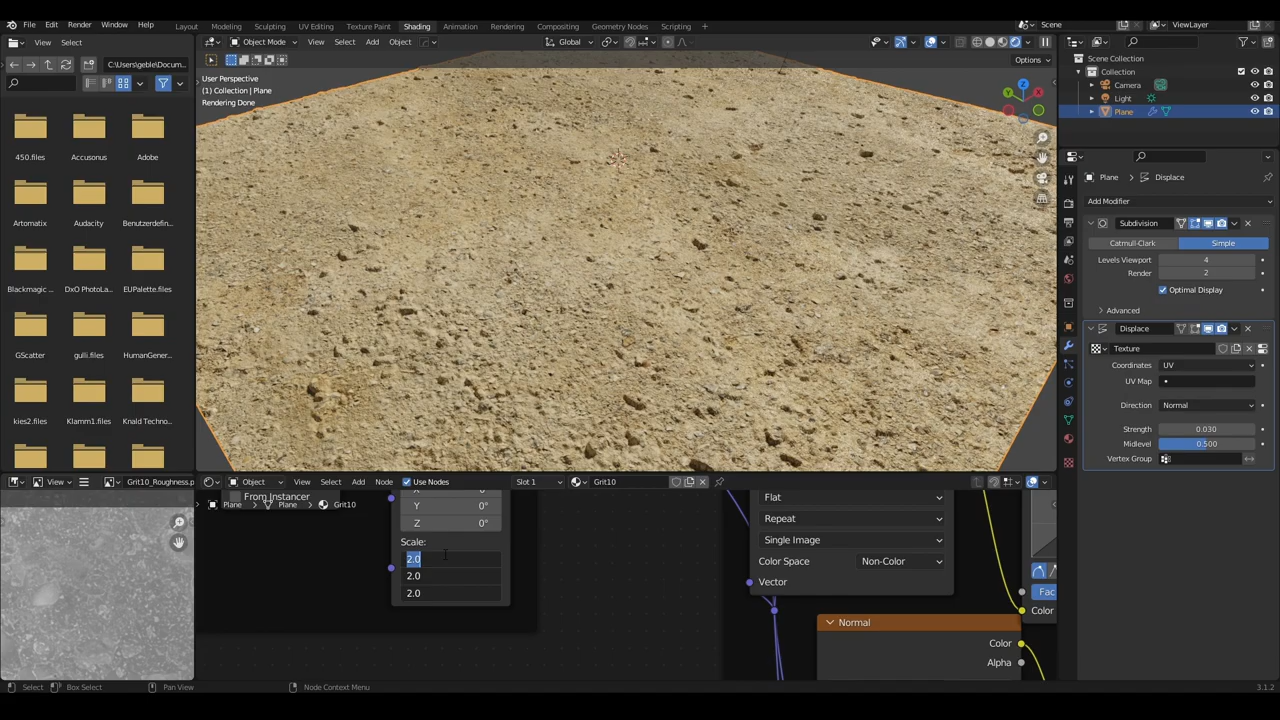 File Edit Render Window Help
Layout Modeling Sculpting UV Editing Texture Paint Shading Animation Rendering Compositing Geometry Nodes Scripting +
Scene
ViewLayer
View Select
Object Mode View Select Add Object
Global
C:\geble\Docum...
Options
User Perspective
(1) Collection | Plane
Rendering Done
Z
X
Y
450.files Accusonus Adobe
Artomatix Audacity Benutzerdefin...
Blackmagic ... DxO PhotoLa... EUPalette.files
GScatter gulli.files HumanGener...
kies2.files Klamm1.files Knald Techno...
Scene Collection
Collection
Camera
Light
Plane
Plane > Displace
Add Modifier
Subdivision
Catmull-Clark Simple
Levels Viewport 4
Render 2
Optimal Display
Advanced
Displace
Texture
Coordinates UV
UV Map
Direction Normal
Strength 0.030
Midlevel 0.500
Vertex Group
View
Grit10_Roughness.p
Object View Select Add Node Use Nodes Slot 1 Grit10
From Instancer
Plane > Plane > Grit10
Y 0°
Z 0°
Scale:
2.0
2.0
2.0
Flat
Repeat
Single Image
Color Space Non-Color
Vector
Normal
Color
Alpha
Fac
Color
Select Box Select Pan View Node Context Menu 3.1.2